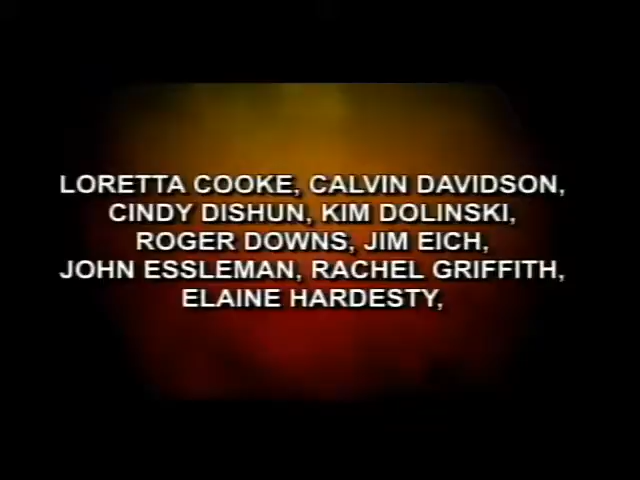 LORETTA COOKE, CALVIN DAVIDSON,
CINDY DISHUN, KIM DOLINSKI,
ROGER DOWNS, JIM EICH,
JOHN ESSLEMAN, RACHEL GRIFFITH,
ELAINE HARDESTY,